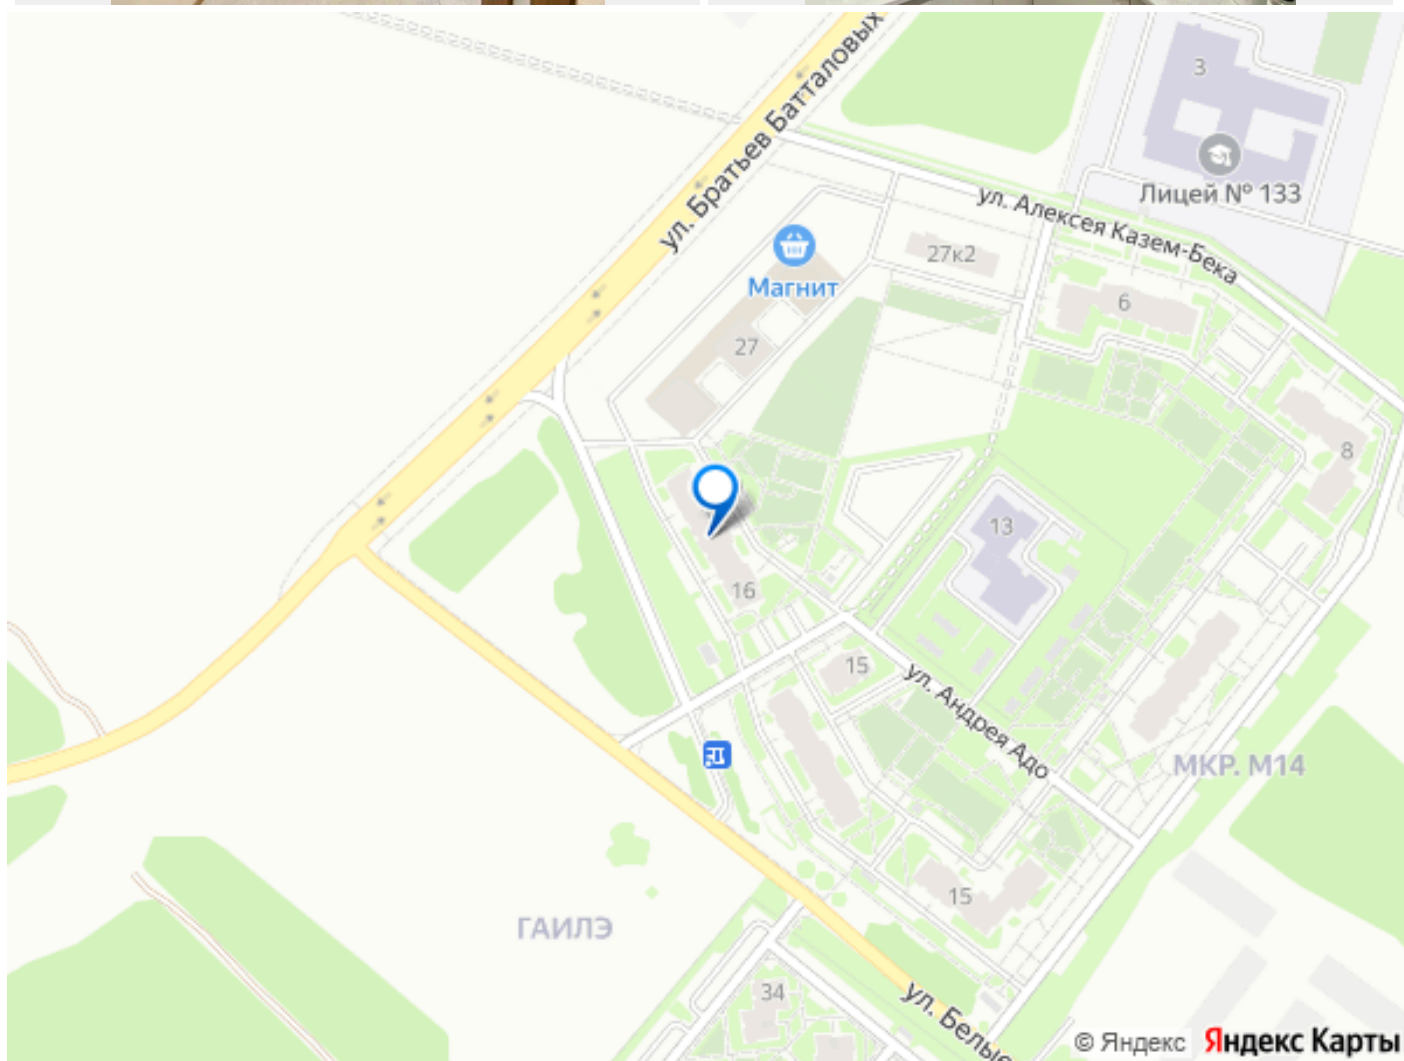 ул. Братьев Батталовых
3
Лицей № 133
ул. Алексея Казем-Бека
27к2
Магнит
6
27
8
13
16
15
ул. Андрея Адо
МКР. М14
15
ГАИЛЭ
34
ул. Белые
© Яндекс Яндекс Карты